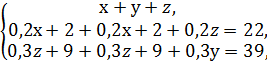 x + y + z,
0,2x + 2 + 0,2x + 2 + 0,2z = 22,
0,3z + 9 + 0,3z + 9 + 0,3y = 39,